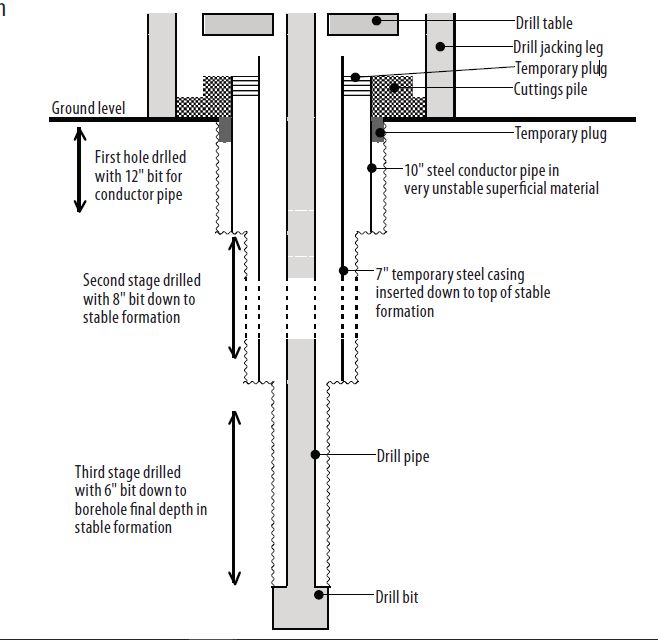 n
Drill table
Drill jacking leg
Temporary plug
Cuttings pile
Ground level
Temporary plug
First hole drlled
with 12" bit for
conductor pipe
10" steel conductor pipe in
very unstable superficial material
Second stage drilled
with 8" bit down to
stable formation
7" temporary steel casing
inserted down to top of stable
formation
Drill pipe
Third stage drilled
with 6" bit down to
borehole final depth in
stable formation
Drill bit